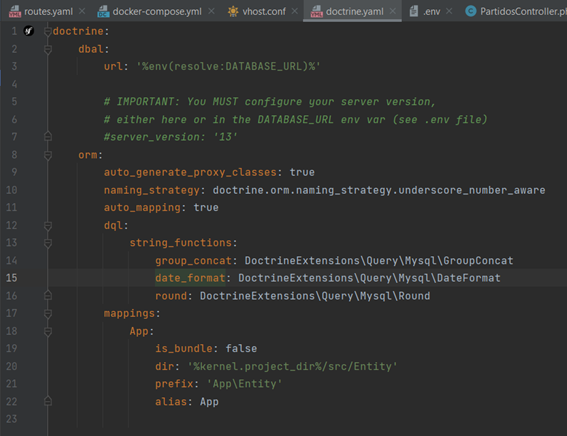 routes.yaml docker-compose.yml vhost.conf doctrine.yaml .env PartidosController.ph
1 doctrine:
2 dbal:
3 url: '%env(resolve:DATABASE_URL)%'
4
5 # IMPORTANT: You MUST configure your server version,
6 # either here or in the DATABASE_URL env var (see .env file)
7 #server_version: '13'
8 orm:
9 auto_generate_proxy_classes: true
10 naming_strategy: doctrine.orm.naming_strategy.underscore_number_aware
11 auto_mapping: true
12 dql:
13 string_functions:
14 group_concat: DoctrineExtensions\Query\Mysql\GroupConcat
15 date_format: DoctrineExtensions\Query\Mysql\DateFormat
16 round: DoctrineExtensions\Query\Mysql\Round
17 mappings:
18 App:
19 is_bundle: false
20 dir: '%kernel.project_dir%/src/Entity'
21 prefix: 'App\Entity'
22 alias: App
23